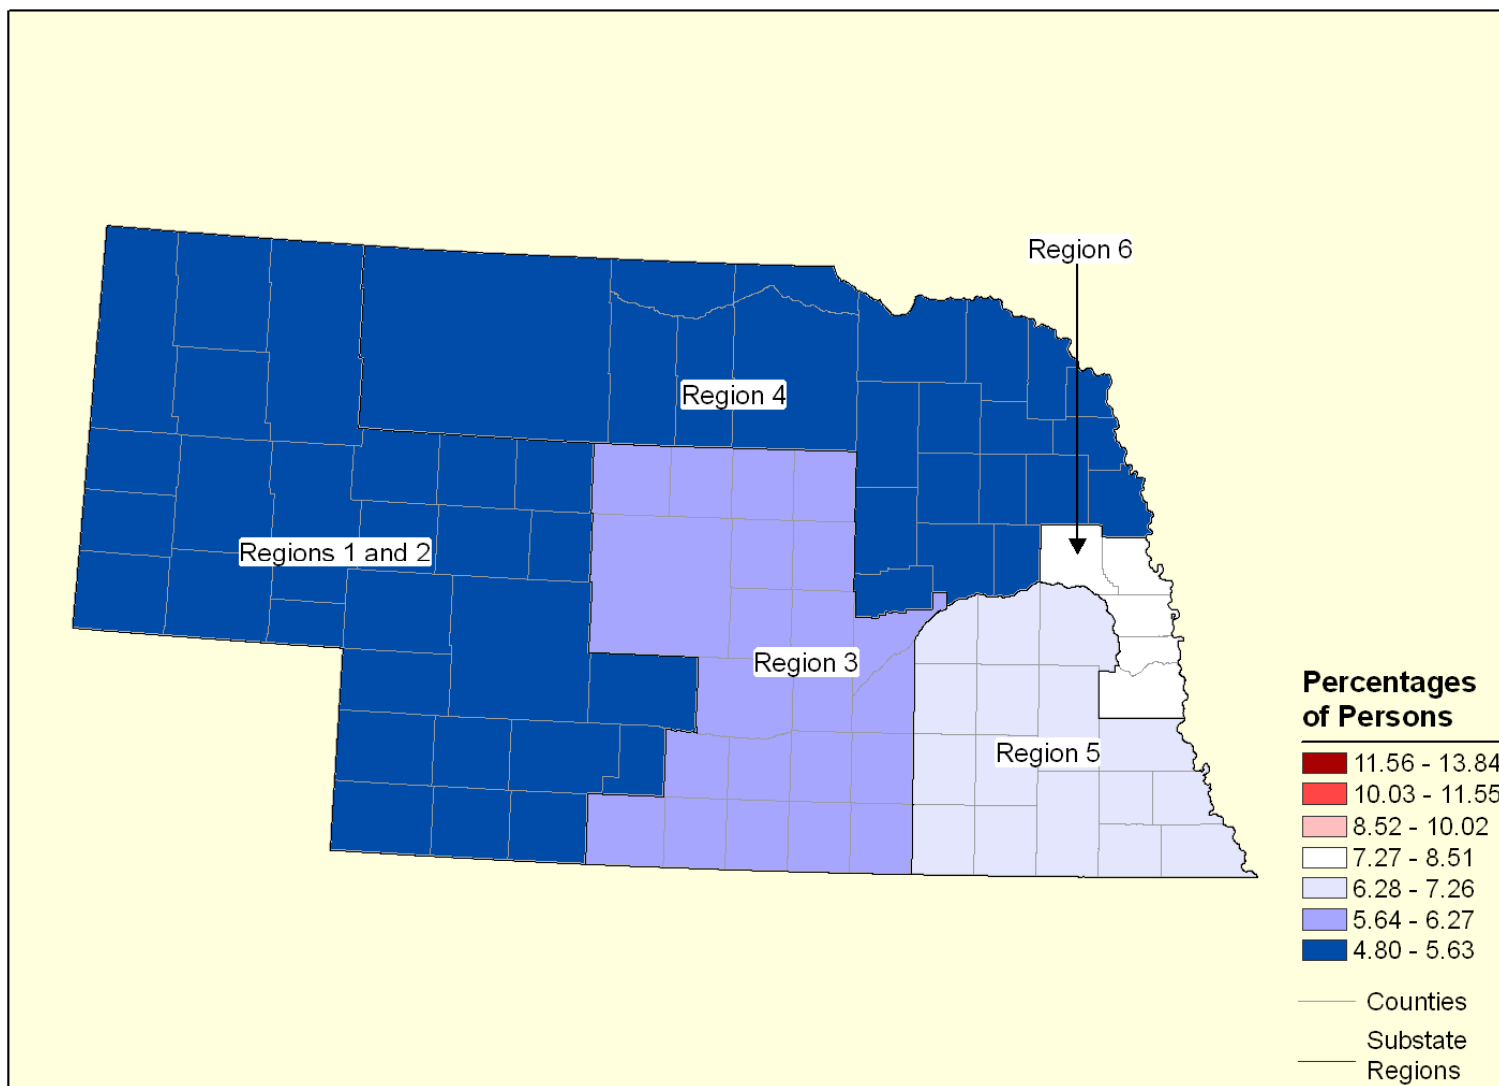 Region 6
Region 4
Regions 1 and 2
Region 3
Region 5
Percentages
of Persons
11.56 - 13.84
10.03 - 11.55
8.52 - 10.02
7.27 - 8.51
6.28 - 7.26
5.64 - 6.27
4.80 - 5.63
Counties
Substate
Regions